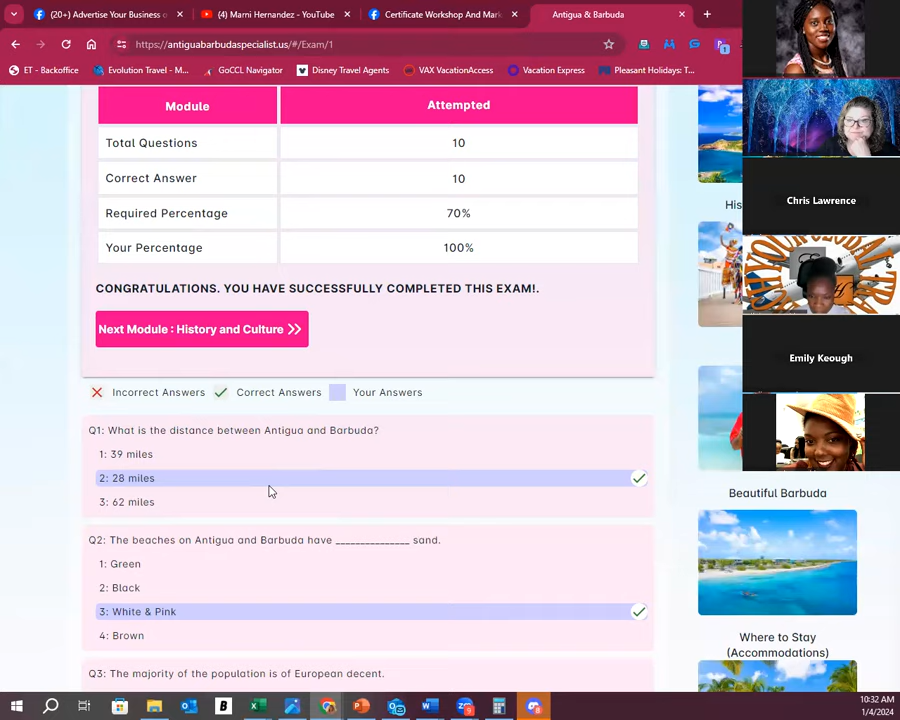 (20+) Advertise Your Business o
(4) Marni Hernandez - YouTube
Certificate Workshop And Mark
Antigua & Barbuda
https://antiguabarbudaspecialist.us/#/Exam/1
ET - Backoffice
Evolution Travel - M...
GoCCL Navigator
Disney Travel Agents
VAX VacationAccess
Vacation Express
Pleasant Holidays: T...
1
Module
Attempted
Total Questions
10
Correct Answer
10
Required Percentage
70%
Your Percentage
100%
CONGRATULATIONS. YOU HAVE SUCCESSFULLY COMPLETED THIS EXAM!.
Next Module : History and Culture
Incorrect Answers
Correct Answers
Your Answers
Q1: What is the distance between Antigua and Barbuda?
1: 39 miles
2: 28 miles
3: 62 miles
Q2: The beaches on Antigua and Barbuda have _______________ sand.
1: Green
2: Black
3: White & Pink
4: Brown
Q3: The majority of the population is of European decent.
His
Beautiful Barbuda
Where to Stay
(Accommodations)
Chris Lawrence
Emily Keough
10:32 AM
1/4/2024